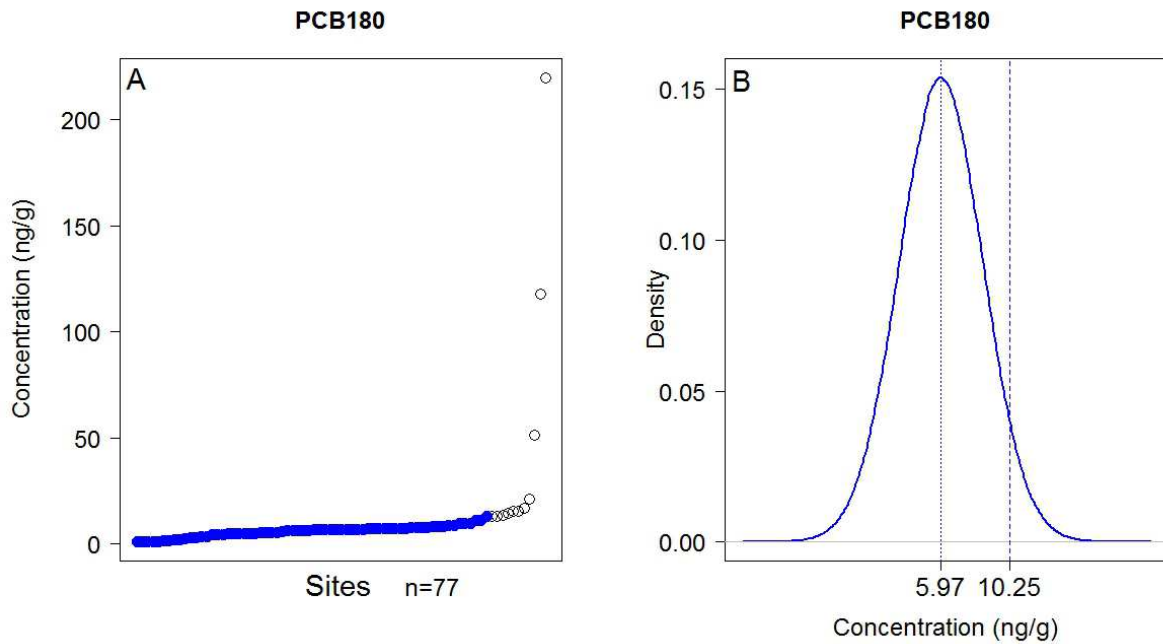 PCB180
A
Concentration (ng/g)
200
150
100
50
0
Sites n=77
PCB180
B
Density
0.15
0.10
0.05
0.00
5.97 10.25
Concentration (ng/g)